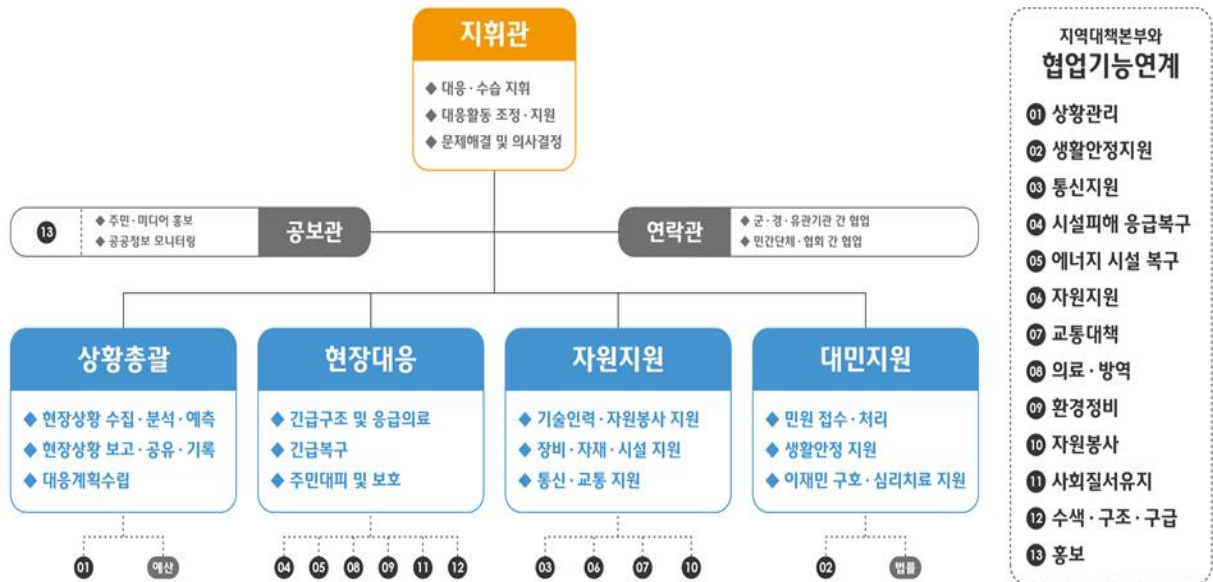 지휘관
◆ 대응·수습 지휘
◆ 대응활동 조정·지원
◆ 문제해결 및 의사결정
13
◆ 주민·미디어 홍보
◆ 공공정보 모니터링
공보관
연락관
◆ 군·경·유관기관 간 협업
◆ 민간단체·협회 간 협업
상황총괄
◆ 현장상황 수집·분석·예측
◆ 현장상황 보고·공유·기록
◆ 대응계획수립
01 예산
현장대응
◆ 긴급구조 및 응급의료
◆ 긴급복구
◆ 주민대피 및 보호
04 05 08 09 11 12
자원지원
◆ 기술인력·자원봉사 지원
◆ 장비·자재·시설 지원
◆ 통신·교통 지원
03 06 07 10
대민지원
◆ 민원 접수·처리
◆ 생활안정 지원
◆ 이재민 구호·심리치료 지원
02 법률
지역대책본부와
협업기능연계
01 상황관리
02 생활안정지원
03 통신지원
04 시설피해 응급복구
05 에너지 시설 복구
06 자원지원
07 교통대책
08 의료·방역
09 환경정비
10 자원봉사
11 사회질서유지
12 수색·구조·구급
13 홍보